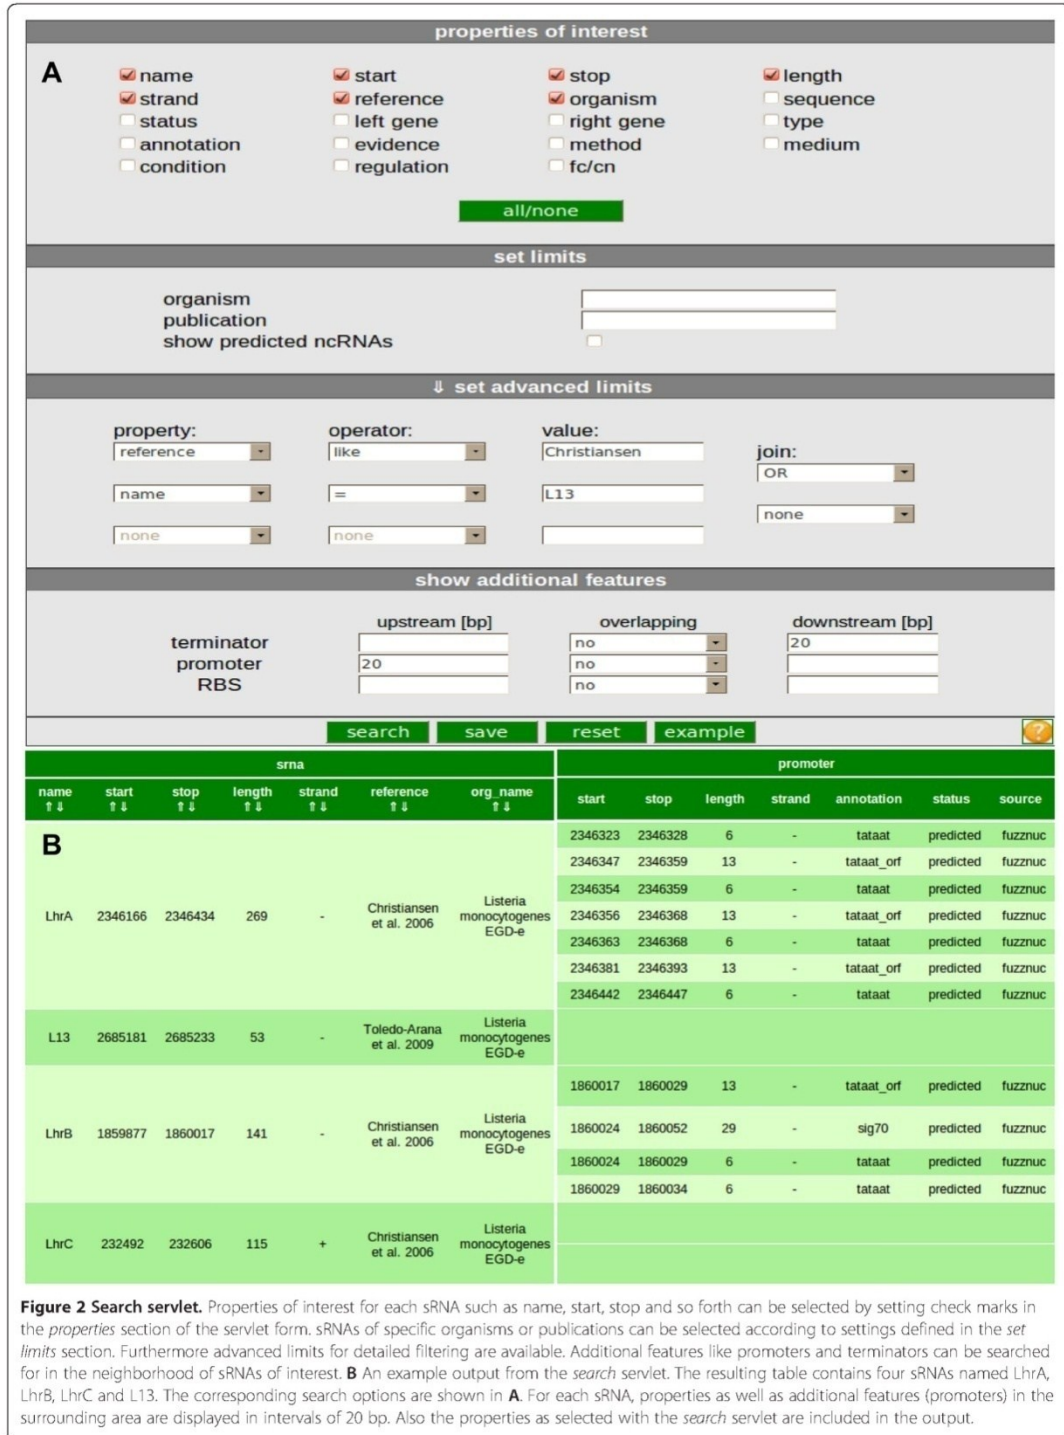 properties of interest
A
name start stop length
strand reference organism sequence
status left gene right gene type
annotation evidence method medium
condition regulation fc/cn
all/none
set limits
organism
publication
show predicted ncRNAs
⇓ set advanced limits
property: operator: value:
reference like Christiansen
join:
OR
name = L13
none
none none
show additional features
upstream [bp] overlapping downstream [bp]
terminator no 20
promoter 20 no
RBS no
search save reset example ?
srna promoter
name start stop length strand reference org_name start stop length strand annotation status source
⇑⇓ ⇑⇓ ⇑⇓ ⇑⇓ ⇑⇓ ⇑⇓ ⇑⇓
B
2346323 2346328 6 - tataat predicted fuzznuc
2346347 2346359 13 - tataat_orf predicted fuzznuc
2346354 2346359 6 - tataat predicted fuzznuc
LhrA 2346166 2346434 269 - Christiansen et al. 2006 Listeria monocytogenes EGD-e 2346356 2346368 13 - tataat_orf predicted fuzznuc
2346363 2346368 6 - tataat predicted fuzznuc
2346381 2346393 13 - tataat_orf predicted fuzznuc
2346442 2346447 6 - tataat predicted fuzznuc
L13 2685181 2685233 53 - Toledo-Arana et al. 2009 Listeria monocytogenes EGD-e
1860017 1860029 13 - tataat_orf predicted fuzznuc
LhrB 1859877 1860017 141 - Christiansen et al. 2006 Listeria monocytogenes EGD-e 1860024 1860052 29 - sig70 predicted fuzznuc
1860024 1860029 6 - tataat predicted fuzznuc
1860029 1860034 6 - tataat predicted fuzznuc
LhrC 232492 232606 115 + Christiansen et al. 2006 Listeria monocytogenes EGD-e
Figure 2 Search servlet. Properties of interest for each sRNA such as name, start, stop and so forth can be selected by setting check marks in
the properties section of the servlet form. sRNAs of specific organisms or publications can be selected according to settings defined in the set
limits section. Furthermore advanced limits for detailed filtering are available. Additional features like promoters and terminators can be searched
for in the neighborhood of sRNAs of interest. B An example output from the search servlet. The resulting table contains four sRNAs named LhrA,
LhrB, LhrC and L13. The corresponding search options are shown in A. For each sRNA, properties as well as additional features (promoters) in the
surrounding area are displayed in intervals of 20 bp. Also the properties as selected with the search servlet are included in the output.